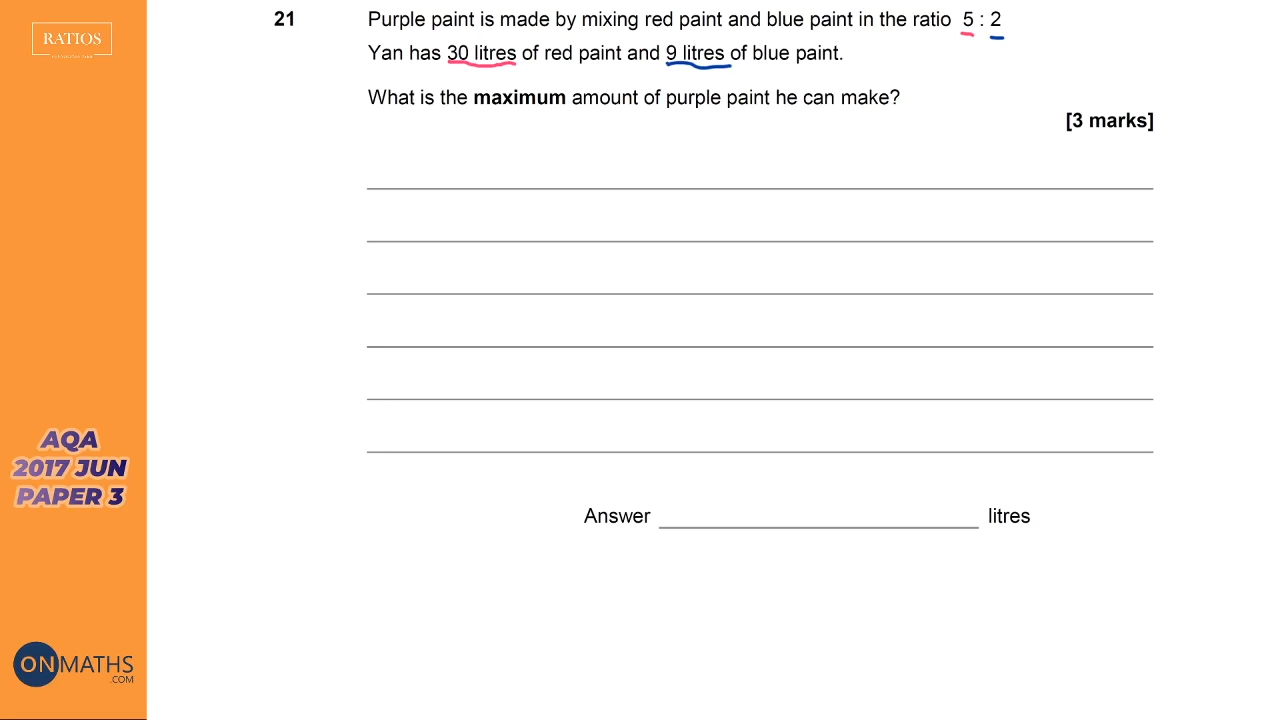 RATIOS
21 Purple paint is made by mixing red paint and blue paint in the ratio 5 : 2
Yan has 30 litres of red paint and 9 litres of blue paint.
What is the maximum amount of purple paint he can make?
[3 marks]
AQA
2017 JUN
PAPER 3
Answer litres
ONMATHS
.COM